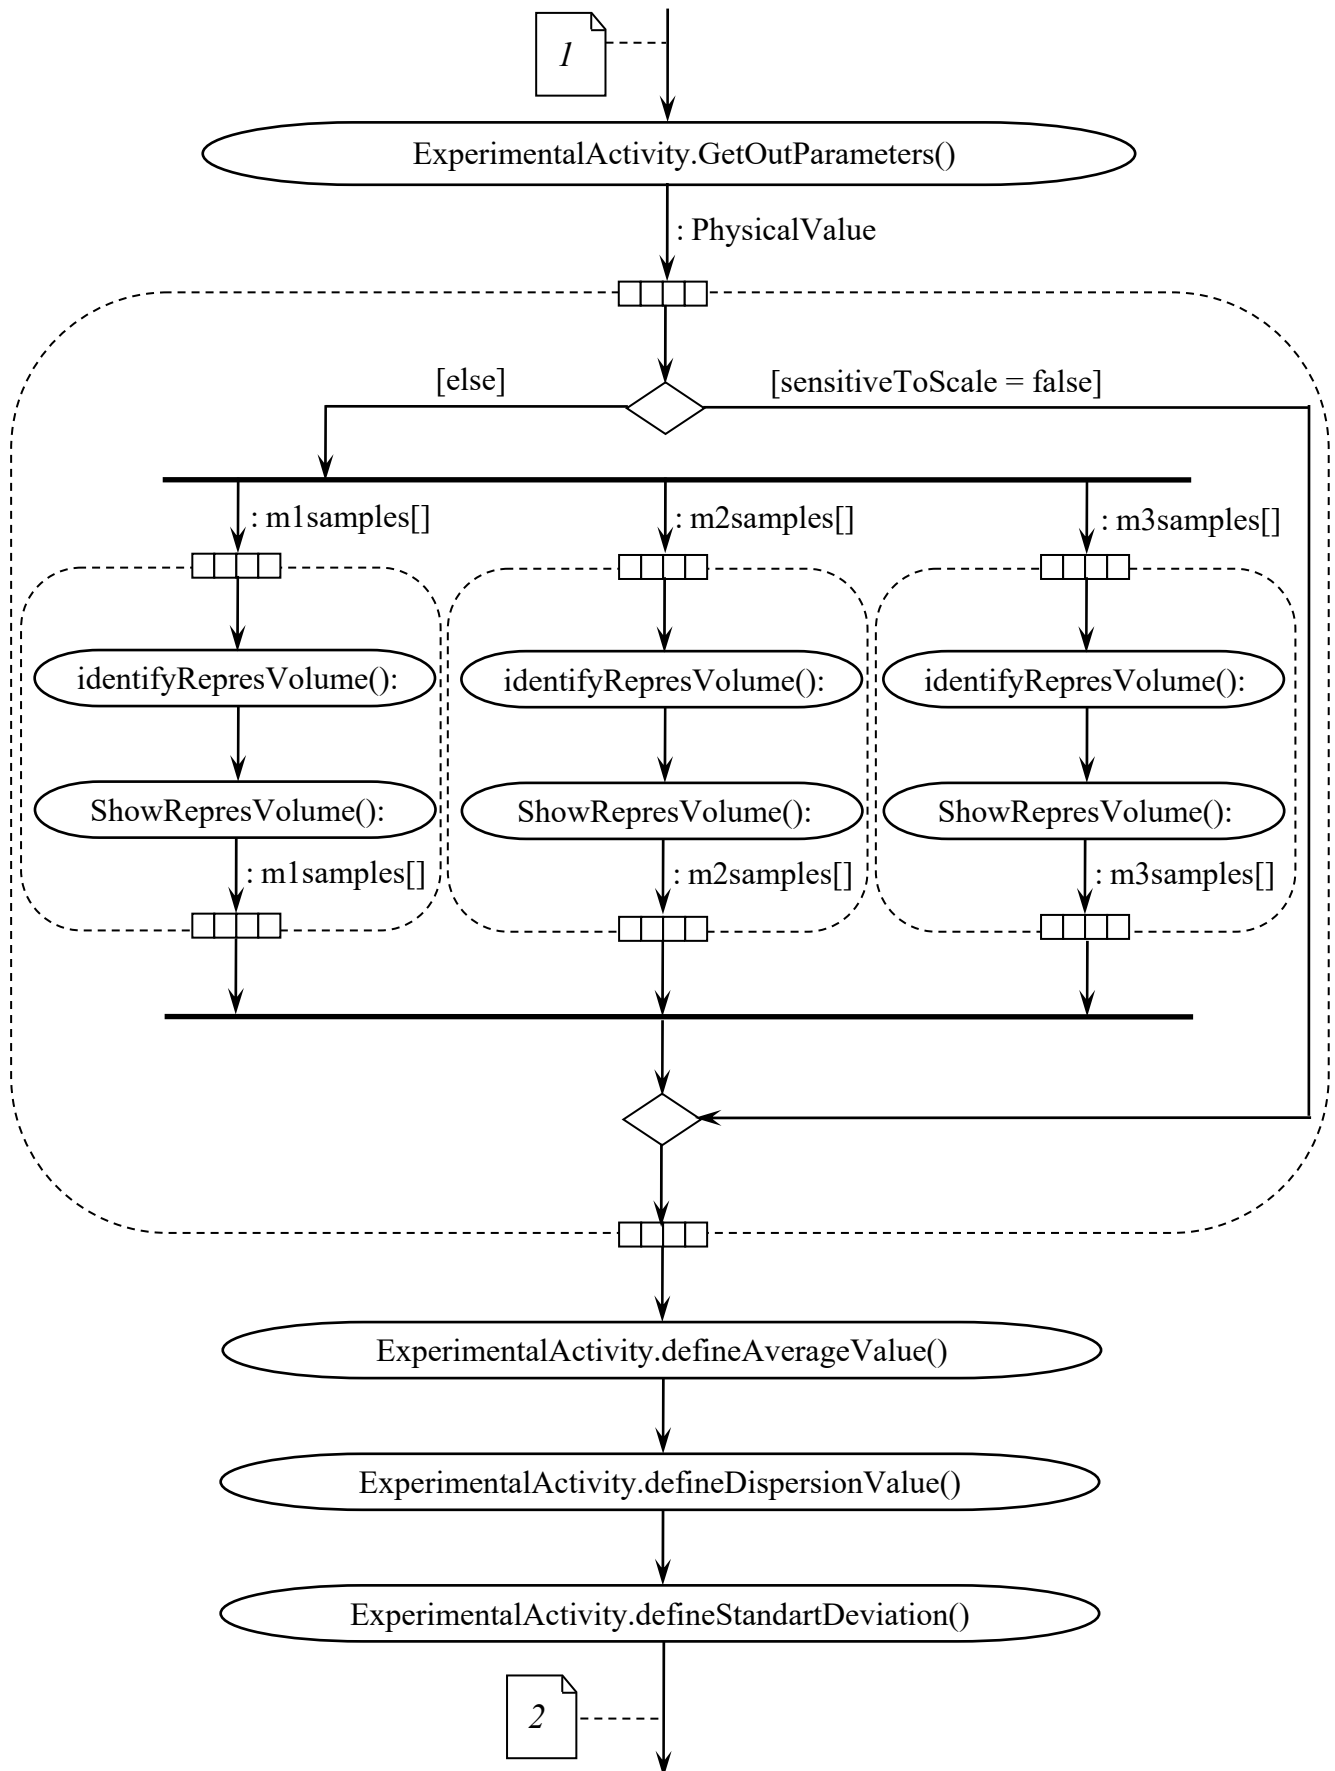 1
ExperimentalActivity.GetOutParameters()
: PhysicalValue
[else]
[sensitiveToScale = false]
: m1samples[]
: m2samples[]
: m3samples[]
identifyRepresVolume():
identifyRepresVolume():
identifyRepresVolume():
ShowRepresVolume():
ShowRepresVolume():
ShowRepresVolume():
: m1samples[]
: m2samples[]
: m3samples[]
ExperimentalActivity.defineAverageValue()
ExperimentalActivity.defineDispersionValue()
ExperimentalActivity.defineStandartDeviation()
2